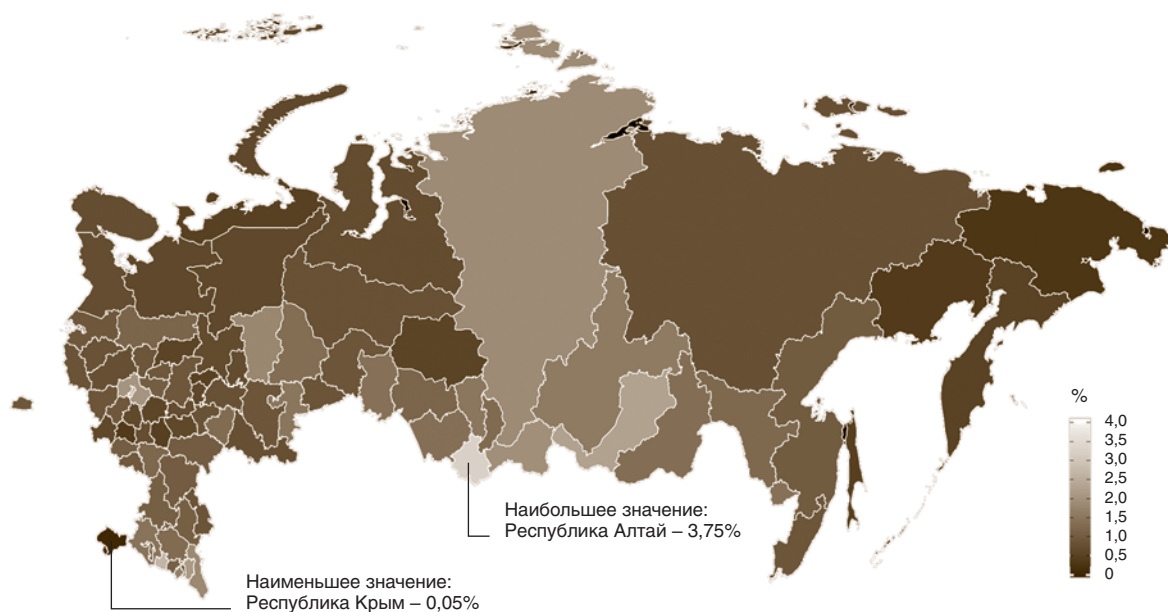 %
4,0
3,5
3,0
2,5
2,0
1,5
1,0
0,5
0
Наибольшее значение:
Республика Алтай – 3,75%
Наименьшее значение:
Республика Крым – 0,05%